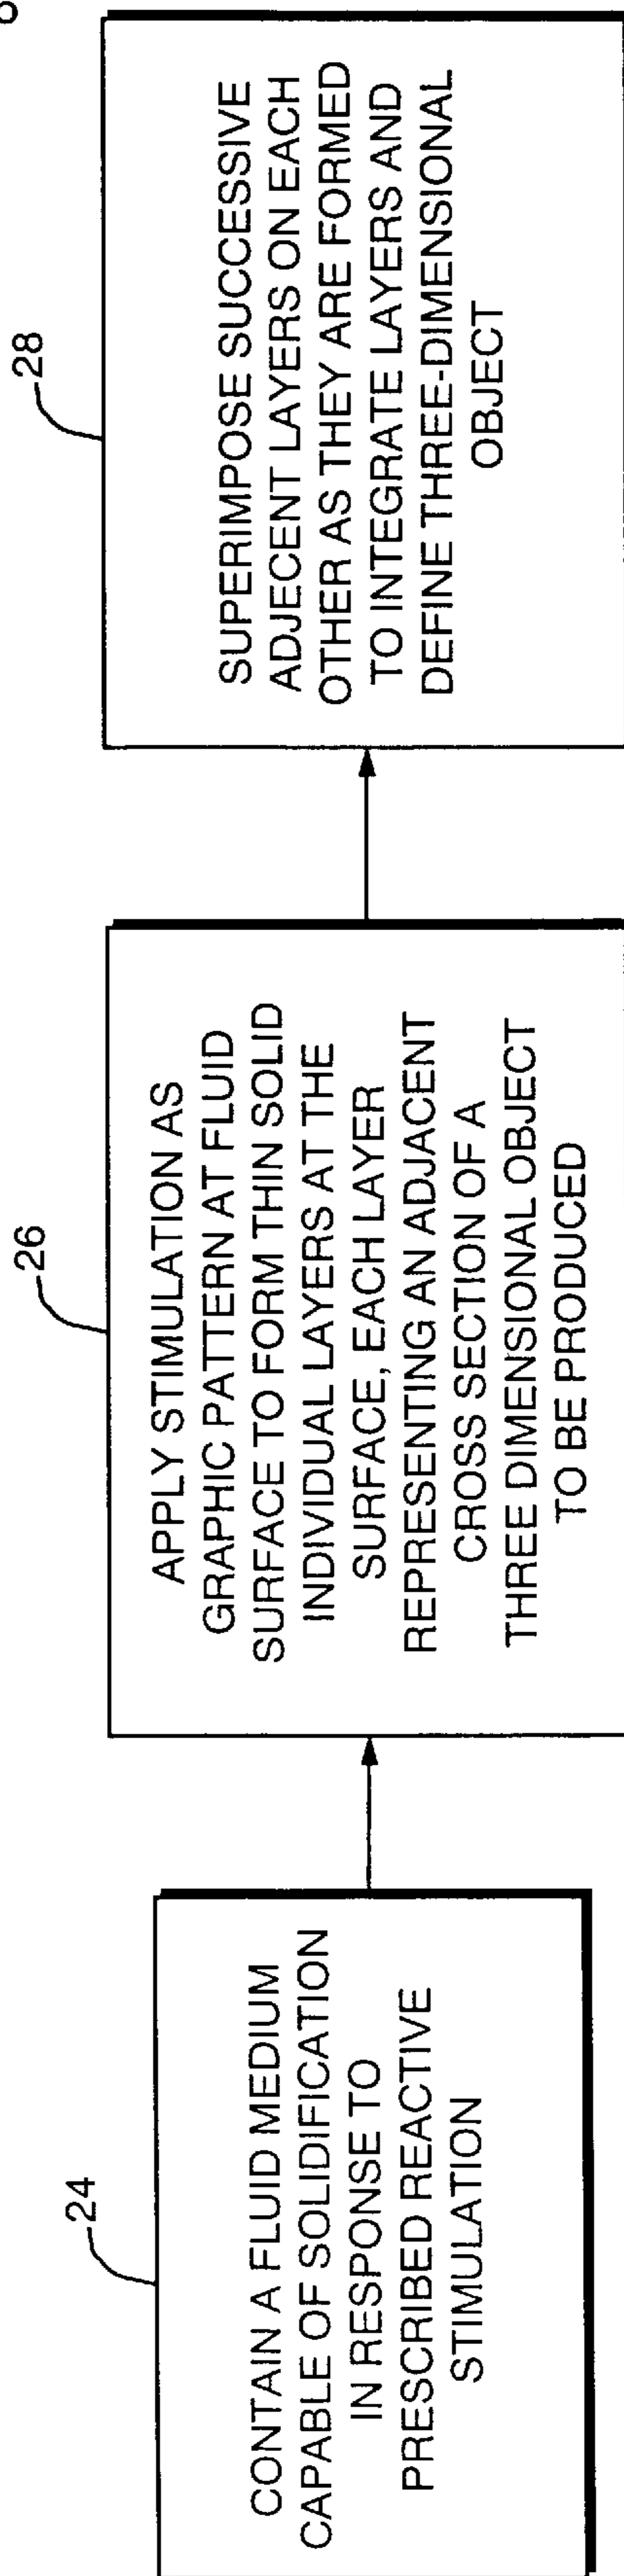 24
CONTAIN A FLUID MEDIUM
CAPABLE OF SOLIDIFICATION
IN RESPONSE TO
PRESCRIBED REACTIVE
STIMULATION
26
APPLY STIMULATION AS
GRAPHIC PATTERN AT FLUID
SURFACE TO FORM THIN SOLID
INDIVIDUAL LAYERS AT THE
SURFACE, EACH LAYER
REPRESENTING AN ADJACENT
CROSS SECTION OF A
THREE DIMENSIONAL OBJECT
TO BE PRODUCED
28
SUPERIMPOSE SUCCESSIVE
ADJECENT LAYERS ON EACH
OTHER AS THEY ARE FORMED
TO INTEGRATE LAYERS AND
DEFINE THREE-DIMENSIONAL
OBJECT